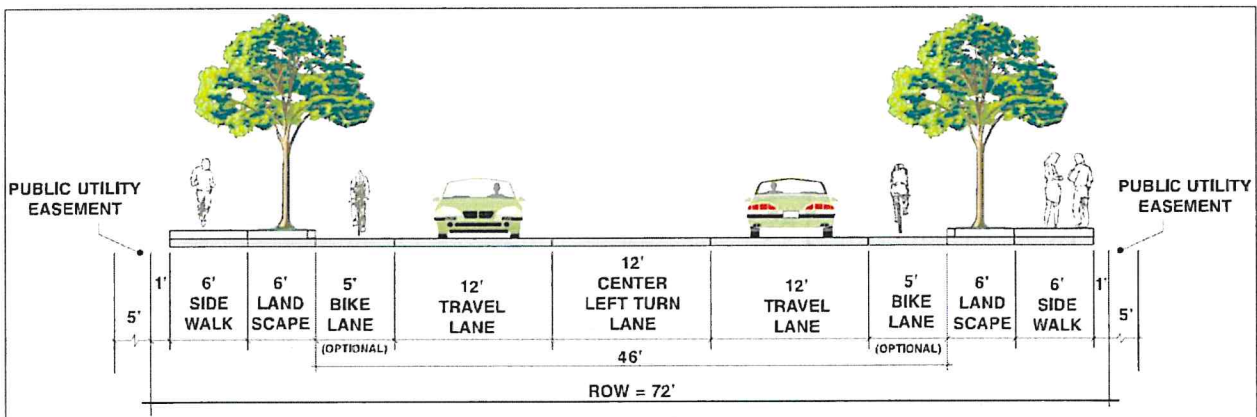 PUBLIC UTILITY
EASEMENT
PUBLIC UTILITY
EASEMENT
5'
1'
6'
SIDE
WALK
6'
LAND
SCAPE
5'
BIKE
LANE
(OPTIONAL)
12'
TRAVEL
LANE
12'
CENTER
LEFT TURN
LANE
12'
TRAVEL
LANE
5'
BIKE
LANE
(OPTIONAL)
6'
LAND
SCAPE
6'
SIDE
WALK
1'
5'
46'
ROW = 72'